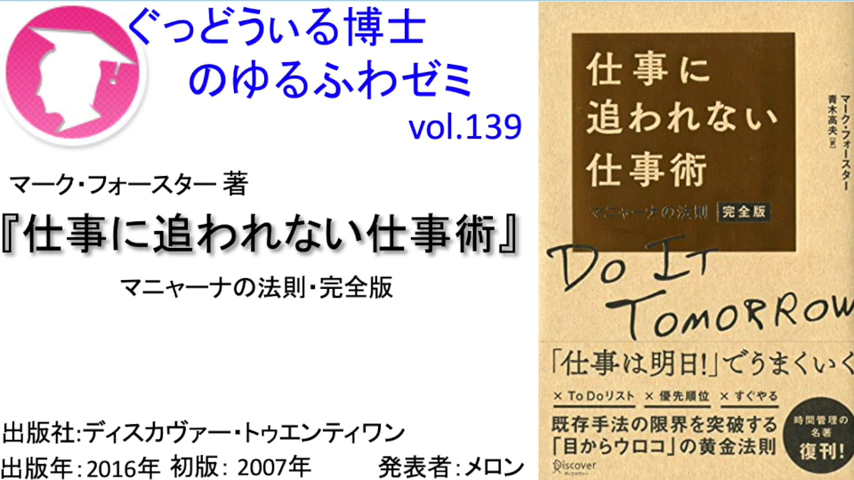 ぐっどうぃる博士
のゆるふわゼミ
vol.139
マーク・フォースター 著
『仕事に追われない仕事術』
マニャーナの法則・完全版
出版社:ディスカヴァー・トゥエンティワン
出版年:2016年 初版: 2007年 発表者:メロン
仕事に
追われない
仕事術
マニャーナの法則 完全版
マーク・フォースター
青木高夫[訳]
DO IT
TOMORROW
「仕事は明日!」でうまくいく
×To Doリスト ×優先順位 ×すぐやる
既存手法の限界を突破する
「目からウロコ」の黄金法則
時間管理の
名著
復刊!
Discover